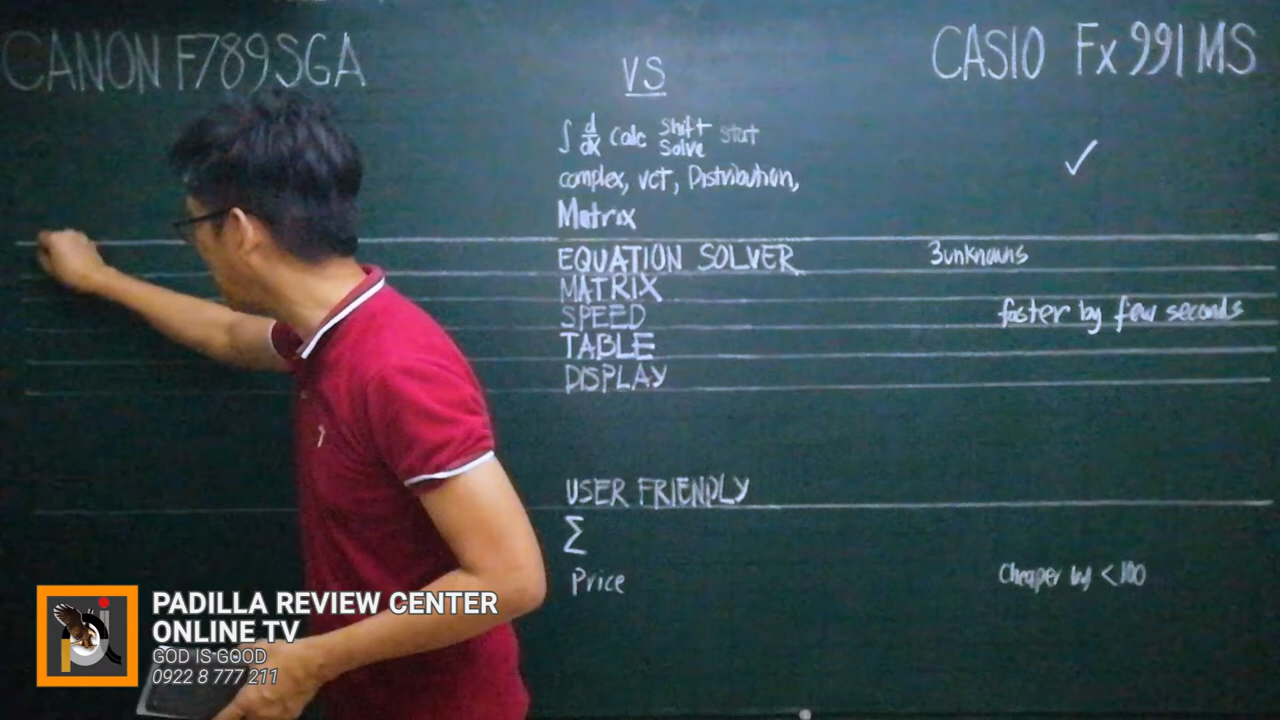 CANON F789SGA
VS
CASIO Fx 991 MS
∫ d/dx Calc Shift Solve stat
complex, vct, Distribution,
Matrix
✓
EQUATION SOLVER 3unknowns
MATRIX
SPEED faster by few seconds
TABLE
DISPLAY
USER FRIENDLY
Σ
Price Cheaper by <100
PADILLA REVIEW CENTER
ONLINE TV
GOD IS GOOD
0922 8 777 211